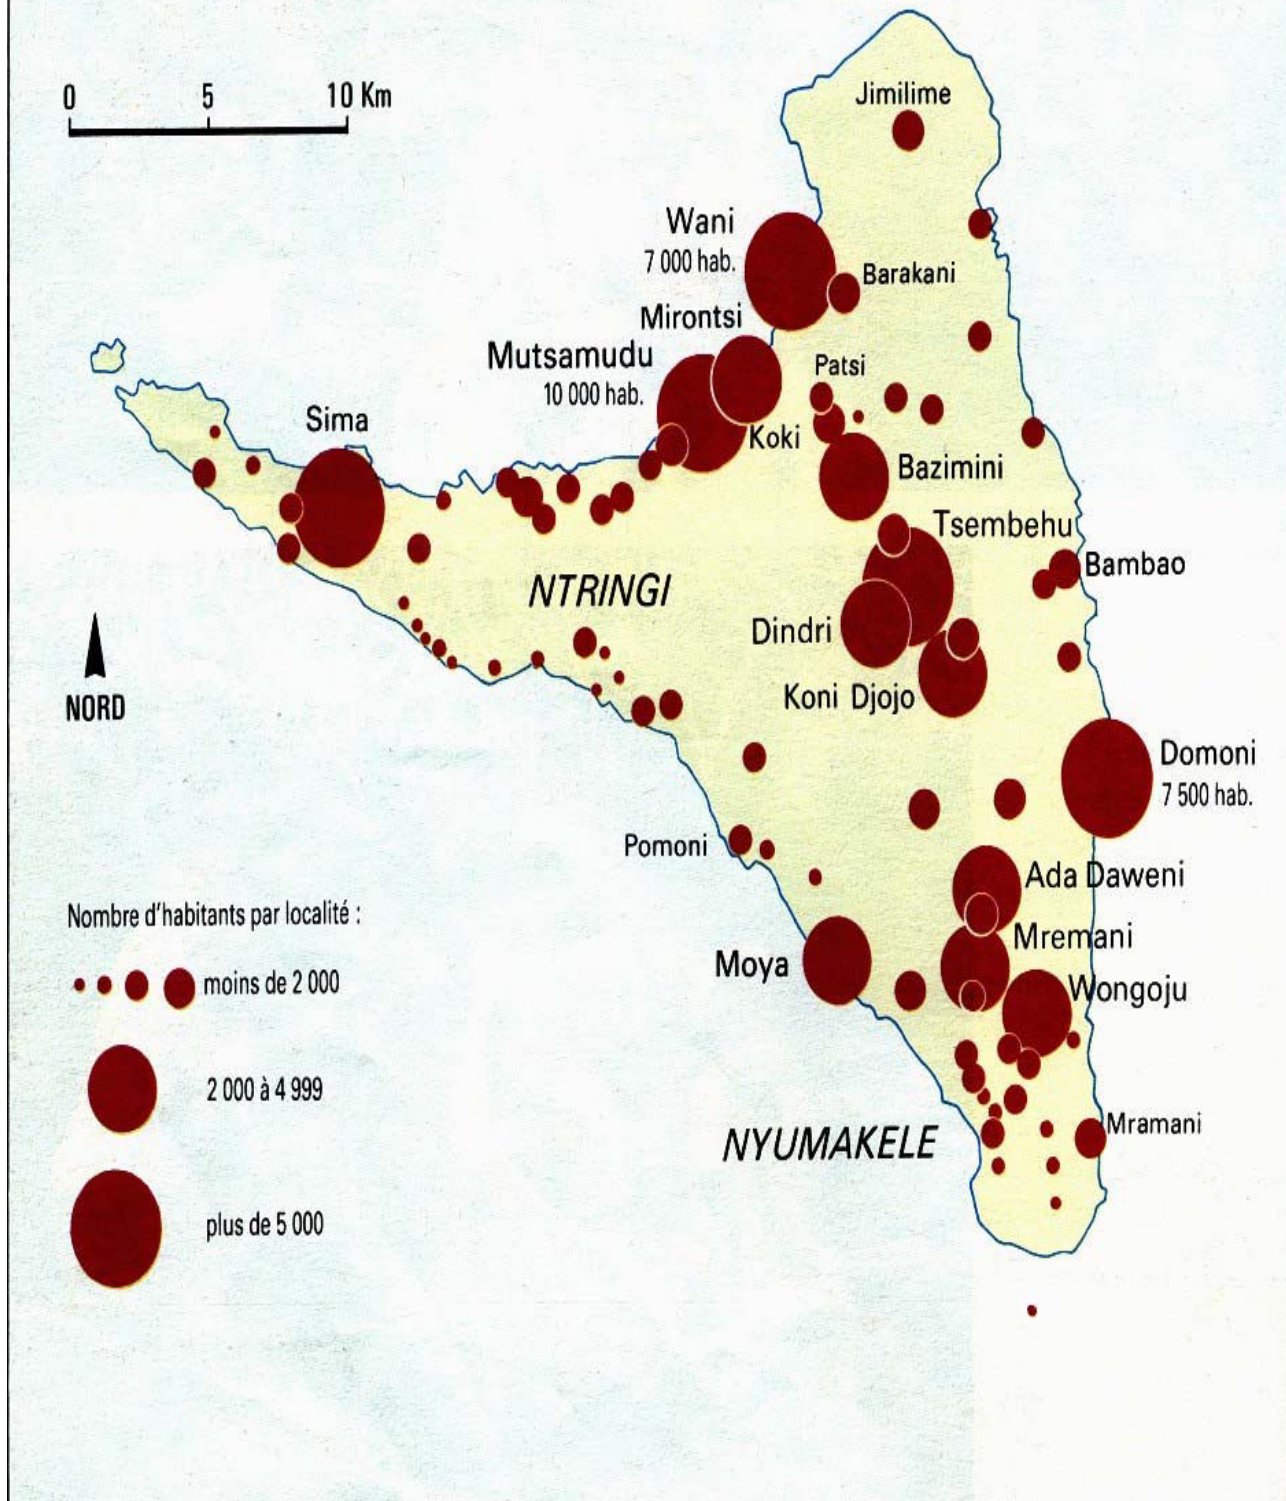 0 5 10 Km
Jimilime
Wani
7 000 hab.
Barakani
Mirontsi
Mutsamudu
10 000 hab.
Patsi
Sima
Koki
Bazimini
Tsembehu
Bambao
NTRINGI
Dindri
Koni Djojo
NORD
Domoni
7 500 hab.
Pomoni
Ada Daweni
Nombre d'habitants par localité :
Mremani
Moya
moins de 2 000
Wongoju
2 000 à 4 999
Mramani
NYUMAKELE
plus de 5 000